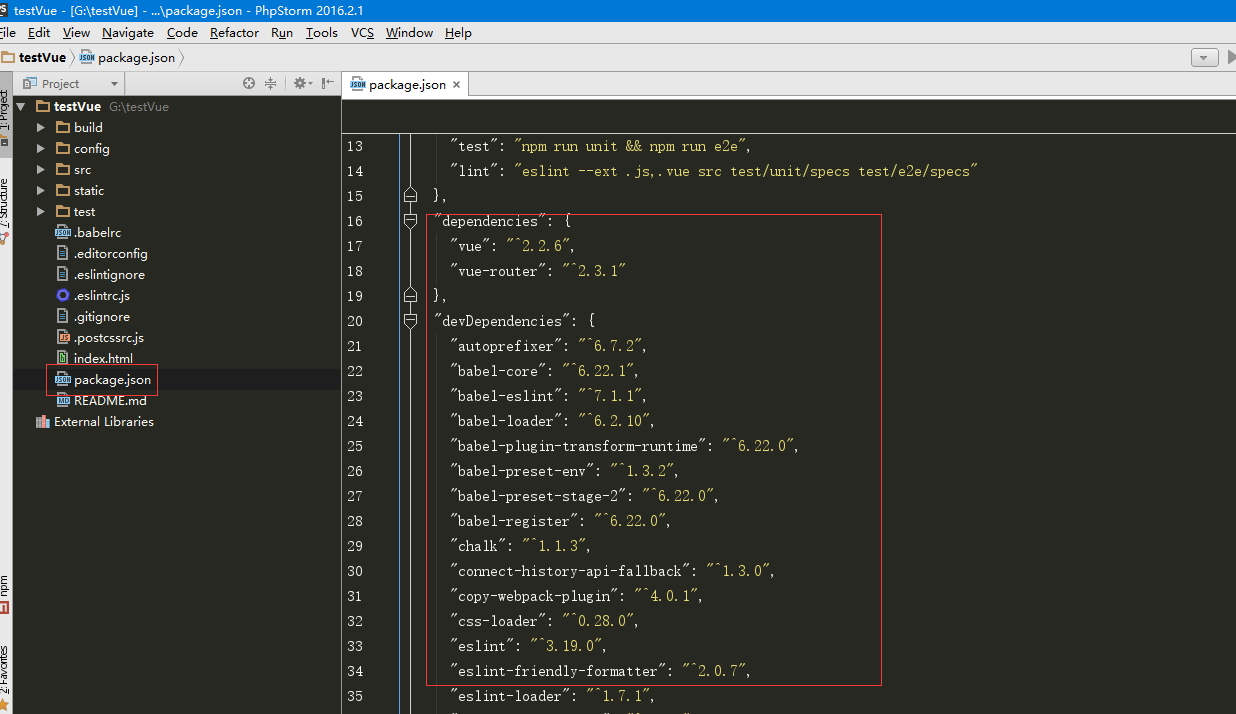 testVue - [G:\testVue] - ...\package.json - PhpStorm 2016.2.1
File Edit View Navigate Code Refactor Run Tools VCS Window Help
testVue package.json
Project
package.json
1: Project
7: Structure
npm
2: Favorites
testVue G:\testVue
build
config
src
static
test
.babelrc
.editorconfig
.eslintignore
.eslintrc.js
.gitignore
.postcssrc.js
index.html
package.json
README.md
External Libraries
13 "test": "npm run unit && npm run e2e",
14 "lint": "eslint --ext .js,.vue src test/unit/specs test/e2e/specs"
15 },
16 "dependencies": {
17 "vue": "^2.2.6",
18 "vue-router": "^2.3.1"
19 },
20 "devDependencies": {
21 "autoprefixer": "^6.7.2",
22 "babel-core": "^6.22.1",
23 "babel-eslint": "^7.1.1",
24 "babel-loader": "^6.2.10",
25 "babel-plugin-transform-runtime": "^6.22.0",
26 "babel-preset-env": "^1.3.2",
27 "babel-preset-stage-2": "^6.22.0",
28 "babel-register": "^6.22.0",
29 "chalk": "^1.1.3",
30 "connect-history-api-fallback": "^1.3.0",
31 "copy-webpack-plugin": "^4.0.1",
32 "css-loader": "^0.28.0",
33 "eslint": "^3.19.0",
34 "eslint-friendly-formatter": "^2.0.7",
35 "eslint-loader": "^1.7.1",